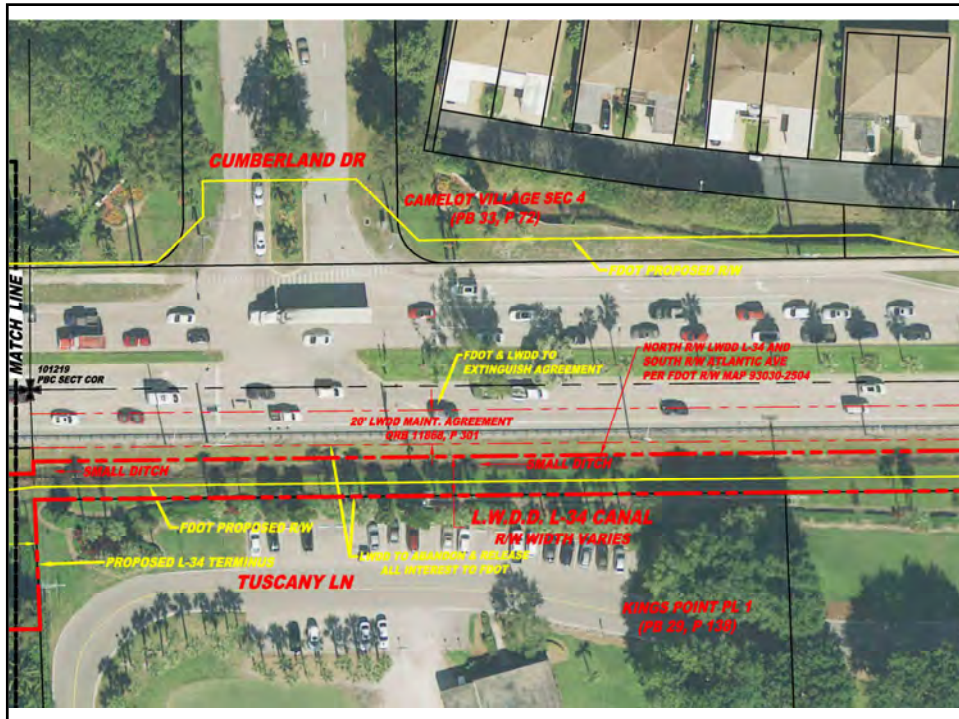 CUMBERLAND DR
CAMELOT VILLAGE SEC 4
(PB 33, P 72)
FDOT PROPOSED R/W
MATCH LINE
101219
PBC SECT COR
FDOT & LWDD TO
EXTINGUISH AGREEMENT
NORTH R/W LWDD L-34 AND
SOUTH R/W ATLANTIC AVE
PER FDOT R/W MAP 93030-2504
20' LWDD MAINT. AGREEMENT
ORB 11868, P 301
SMALL DITCH
SMALL DITCH
FDOT PROPOSED R/W
L.W.D.D. L-34 CANAL
R/W WIDTH VARIES
PROPOSED L-34 TERMINUS
LWDD TO ABANDON & RELEASE
ALL INTEREST TO FDOT
TUSCANY LN
KINGS POINT PL 1
(PB 29, P 139)